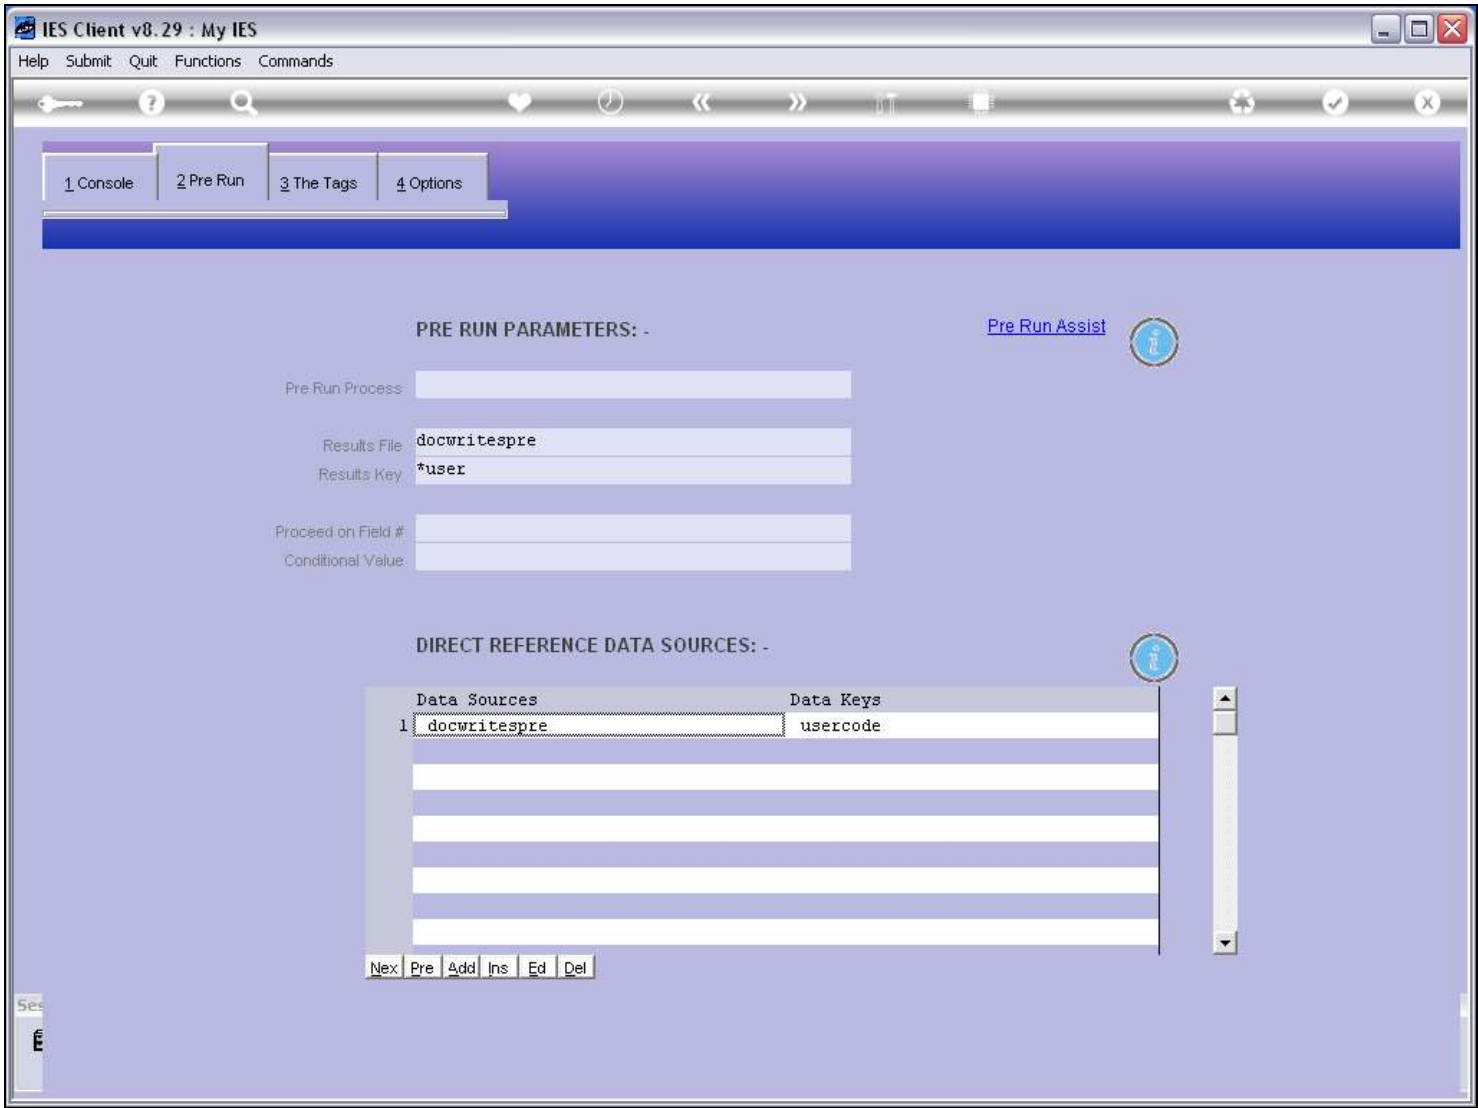 IES Client v8.29 : My IES
Help Submit Quit Functions Commands
1 Console 2 Pre Run 3 The Tags 4 Options
PRE RUN PARAMETERS: - Pre Run Assist
Pre Run Process
Results File docwritespre
Results Key *user
Proceed on Field #
Conditional Value
DIRECT REFERENCE DATA SOURCES: -
Data Sources Data Keys
1 docwritespre usercode
Nex Pre Add Ins Ed Del